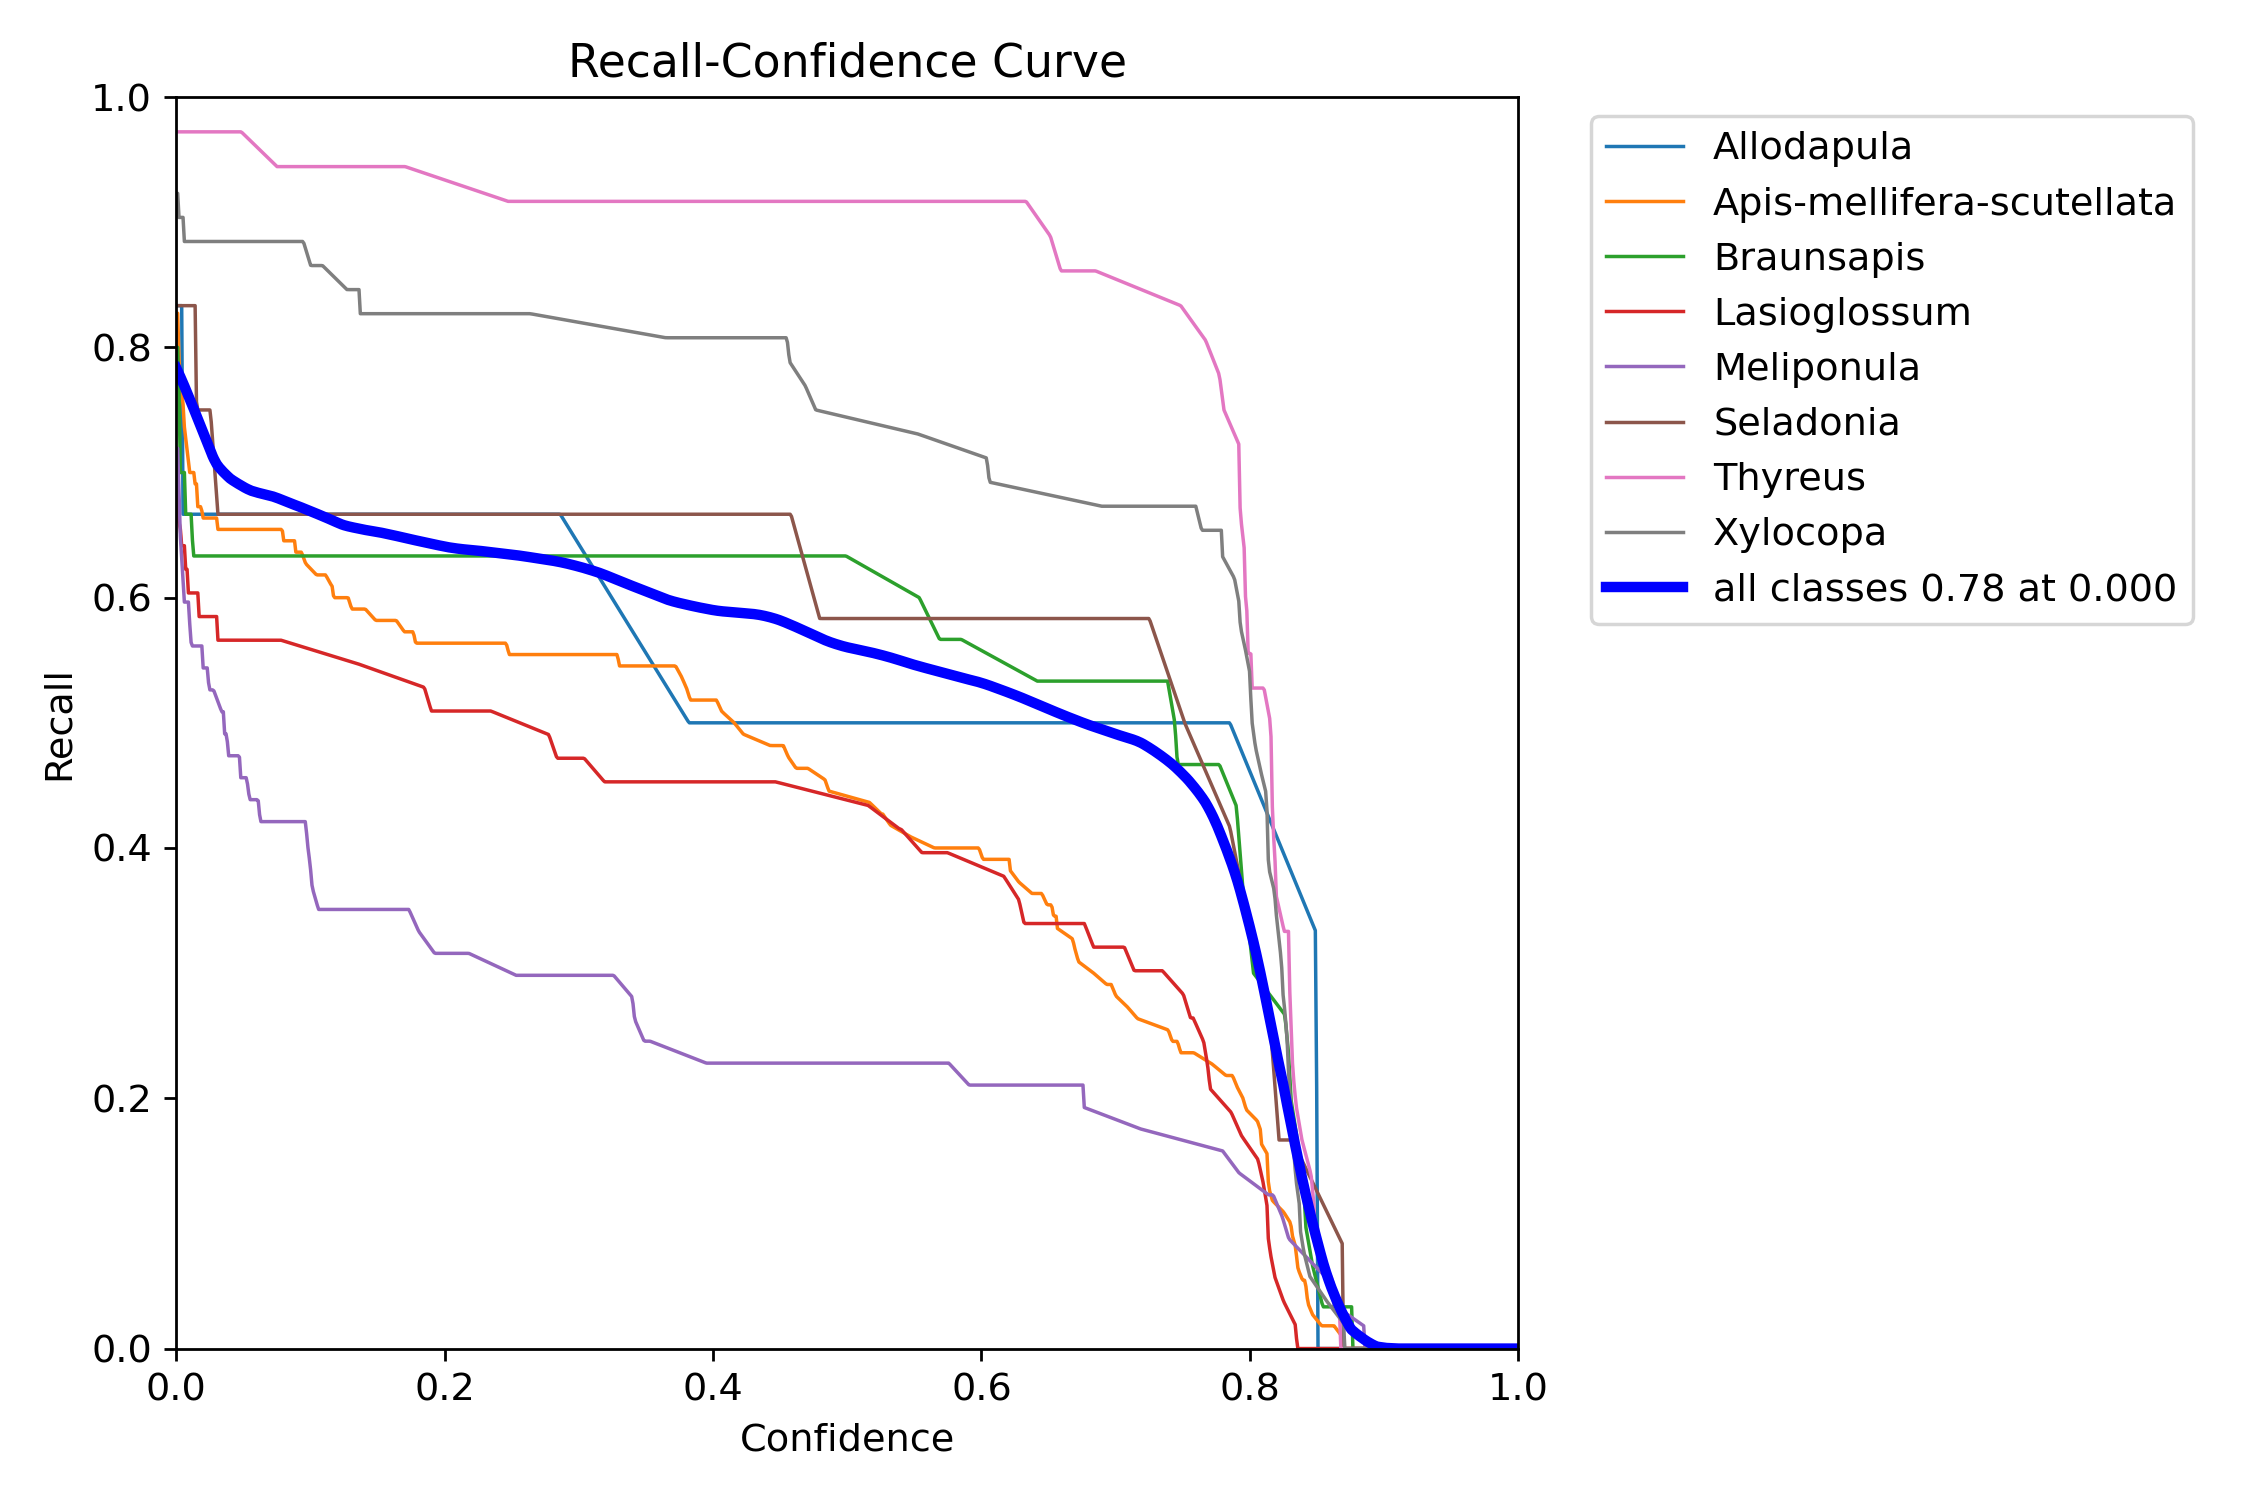 Recall-Confidence Curve
1.0
0.8
0.6
0.4
0.2
0.0
Recall
0.0 0.2 0.4 0.6 0.8 1.0
Confidence
Allodapula
Apis-mellifera-scutellata
Braunsapis
Lasioglossum
Meliponula
Seladonia
Thyreus
Xylocopa
all classes 0.78 at 0.000